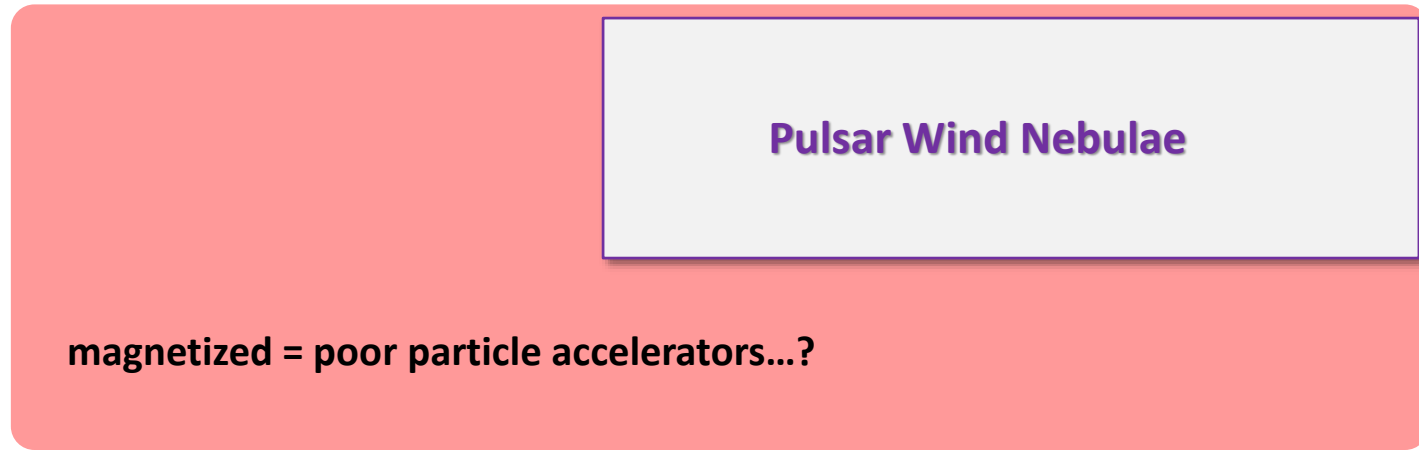 Pulsar Wind Nebulae
magnetized = poor particle accelerators…?